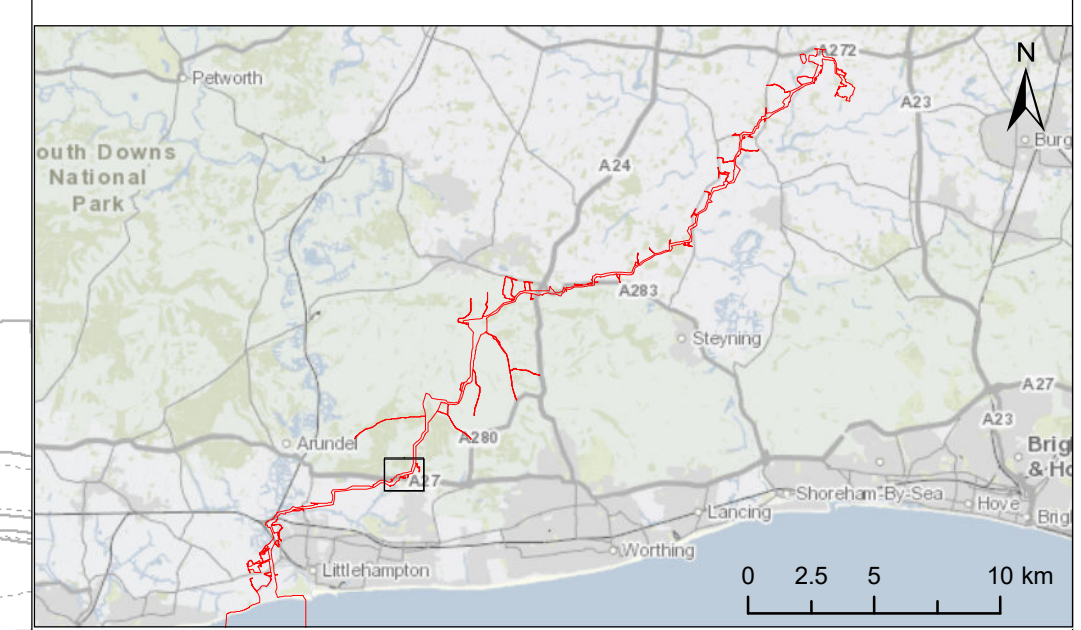 A272
N
Petworth
A23
Burg
outh Downs
National
Park
A24
A283
Steyning
A27
A23
Arundel
A280
Brig
& Ho
A27
Shoreham-By-Sea
Hove
Lancing
Brig
Worthing
Littlehampton
0 2.5 5 10 km